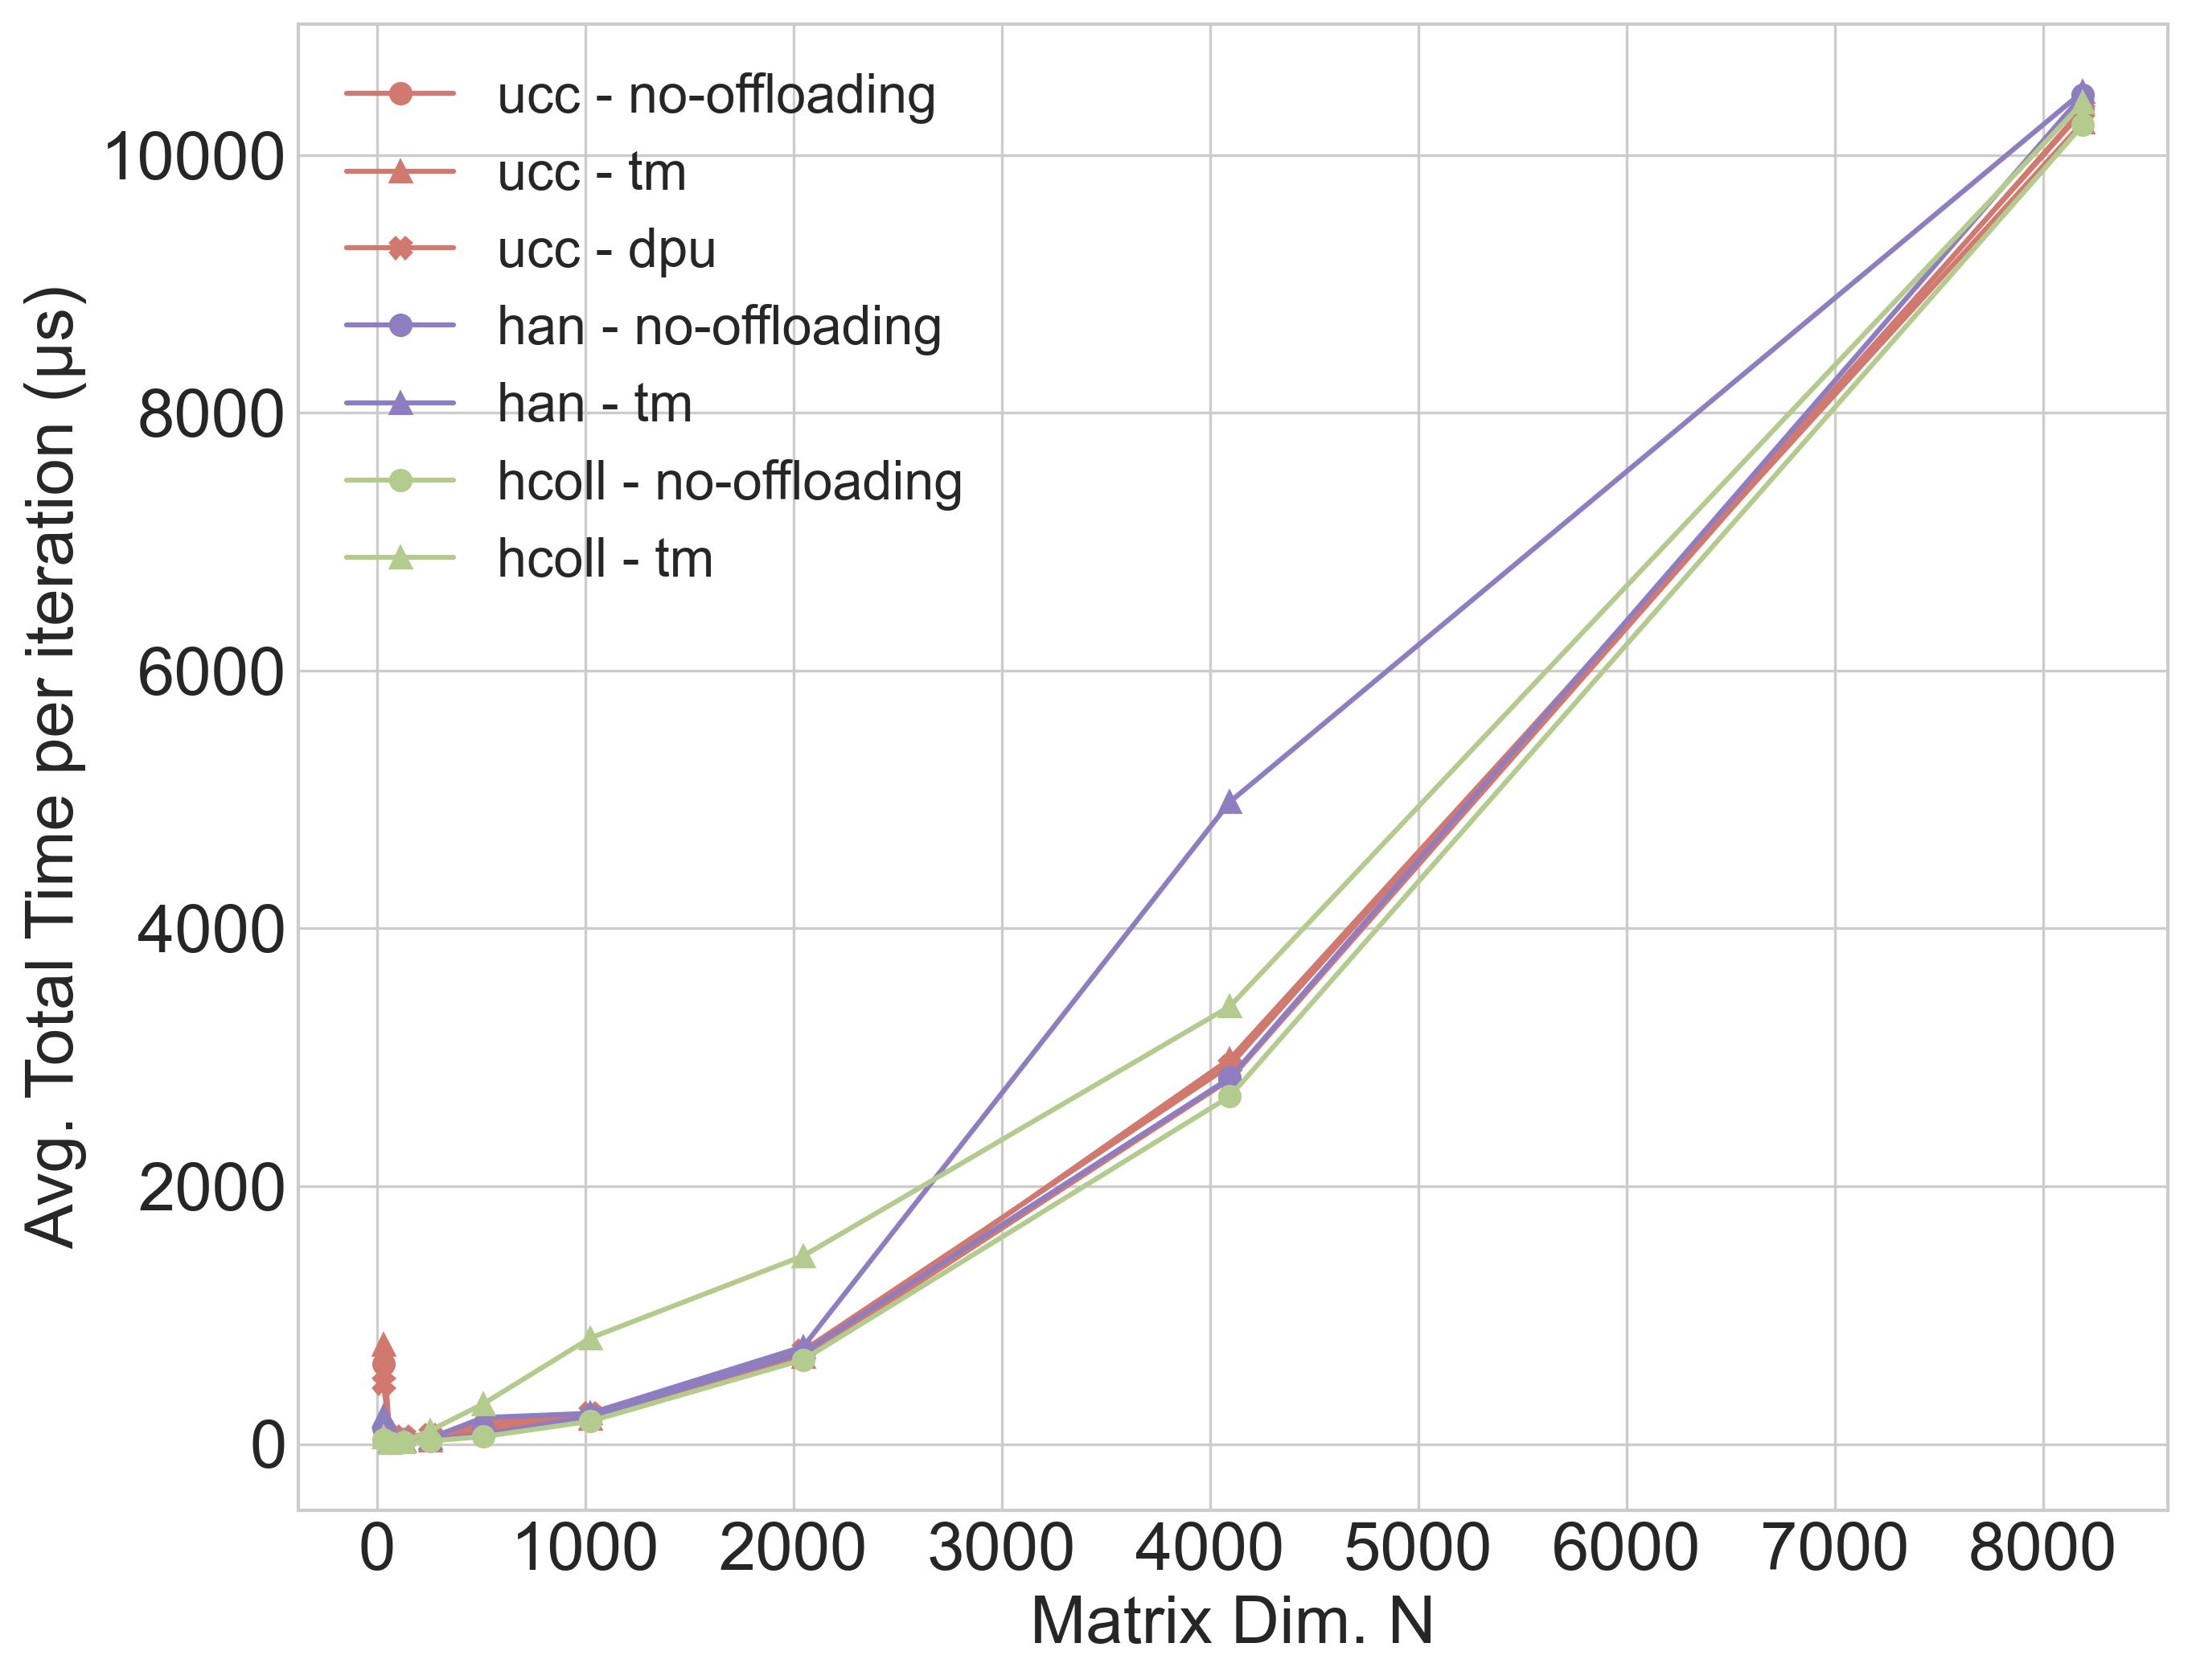 Avg. Total Time per iteration (µs)
10000
8000
6000
4000
2000
0
ucc - no-offloading
ucc - tm
ucc - dpu
han - no-offloading
han - tm
hcoll - no-offloading
hcoll - tm
0 1000 2000 3000 4000 5000 6000 7000 8000
Matrix Dim. N